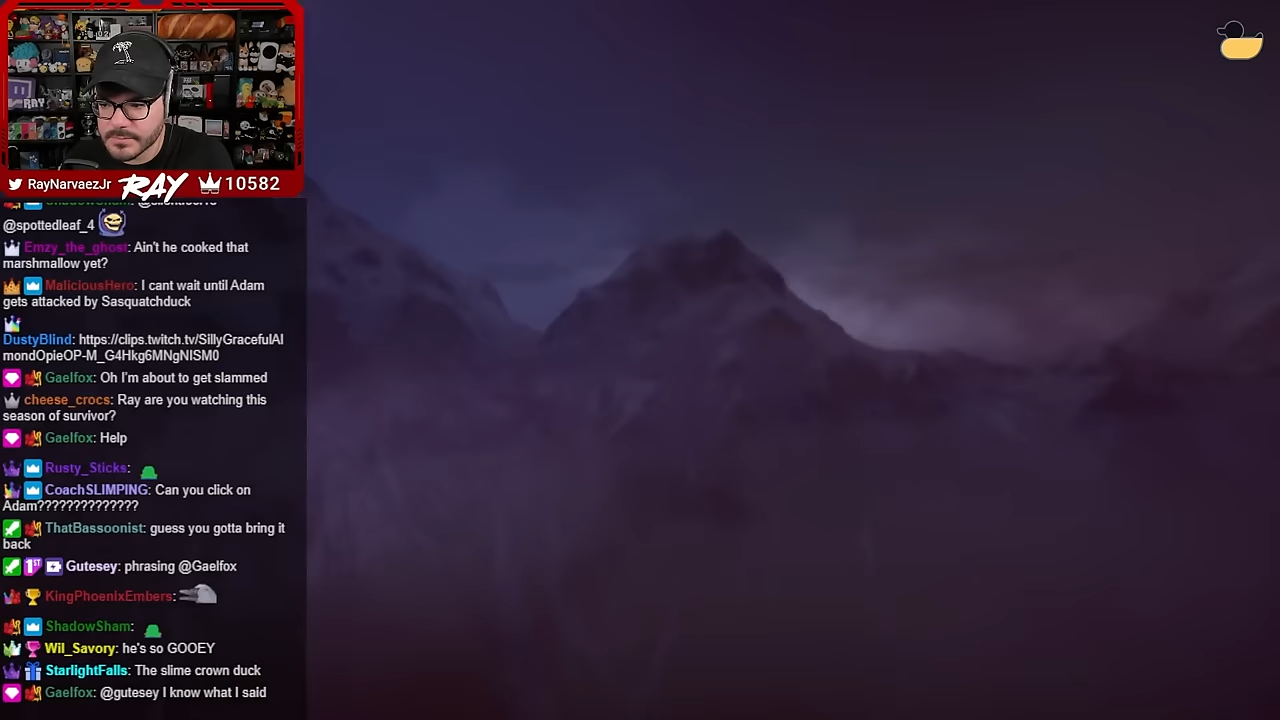 RayNarvaezJr RAY 10582
@spottedleaf_4
Emzy_the_ghost: Ain't he cooked that
marshmallow yet?
MaliciousHero: I cant wait until Adam
gets attacked by Sasquatchduck
DustyBlind: https://clips.twitch.tv/SillyGracefulAl
mondOpieOP-M_G4Hkg6MNgNISM0
Gaelfox: Oh I'm about to get slammed
cheese_crocs: Ray are you watching this
season of survivor?
Gaelfox: Help
Rusty_Sticks:
CoachSLIMPING: Can you click on
Adam??????????????
ThatBassoonist: guess you gotta bring it
back
Gutesey: phrasing @Gaelfox
KingPhoenixEmbers:
ShadowSham:
Wil_Savory: he's so GOOEY
StarlightFalls: The slime crown duck
Gaelfox: @gutesey I know what I said